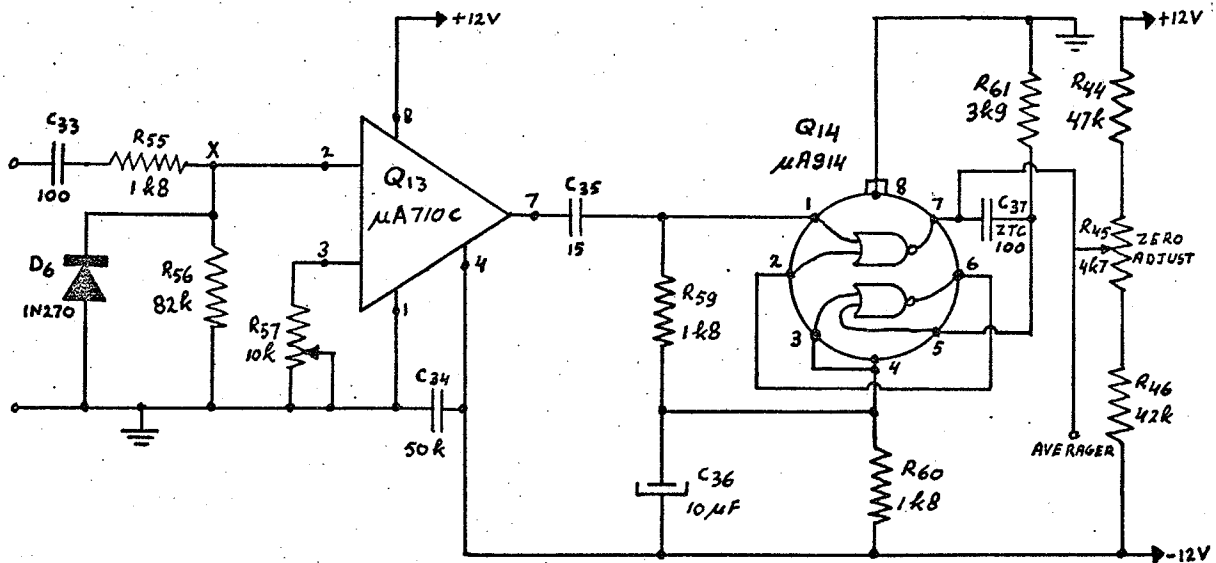 +12V
+12V
C33
100
R55
1k8
X
2
8
Q13
µA710C
7
4
3
1
C35
15
D6
1N270
R56
82k
R57
10k
C34
50k
R59
1k8
C36
10µF
R60
1k8
Q14
µA914
1
2
3
4
5
6
7
8
R61
3k9
C37
ZTC
100
R44
47k
R45
4k7
ZERO
ADJUST
R46
42k
AVERAGER
-12V